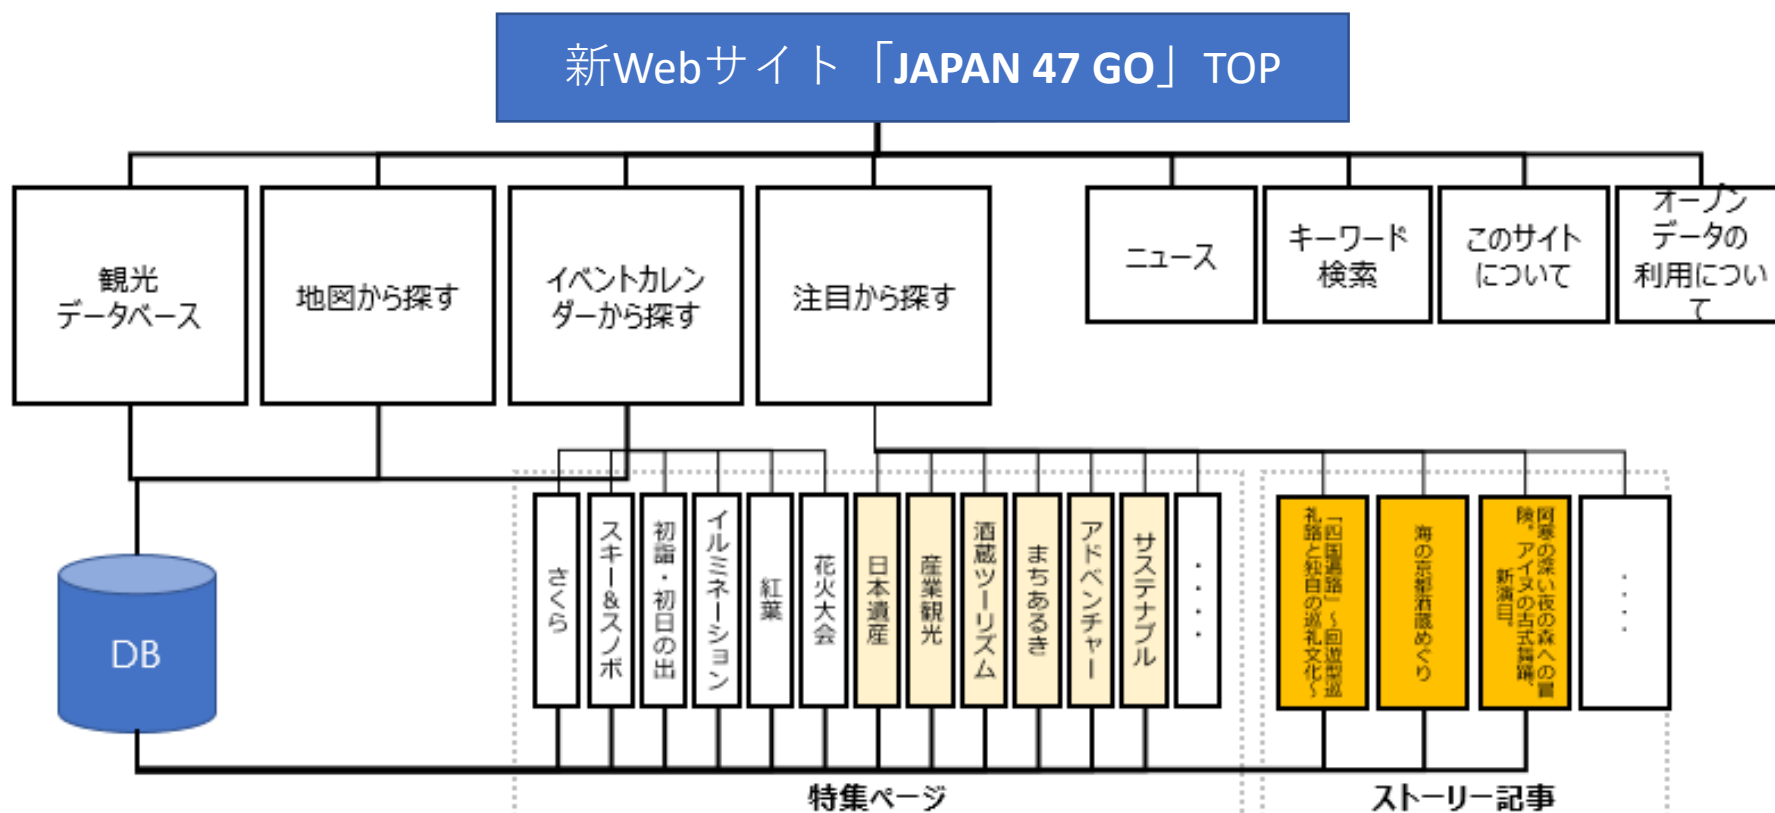 新Webサイト「JAPAN 47 GO」TOP
観光
データベース
地図から探す
イベントカレン
ダーから探す
注目から探す
ニュース
キーワード
検索
このサイト
について
オープン
データの
利用につい
て
DB
さくら
スキー&スノボ
初詣・初日の出
イルミネーション
紅葉
花火大会
日本遺産
産業観光
酒蔵ツーリズム
まちあるき
アドベンチャー
サステナブル
・・・・
「四国遍路」～回遊型巡
礼路と独自の巡礼文化～
海の京都酒蔵めぐり
阿寒の深い夜の森への冒
険。アイヌの古式舞踊、
新演目。
・・・・
特集ページ
ストーリー記事